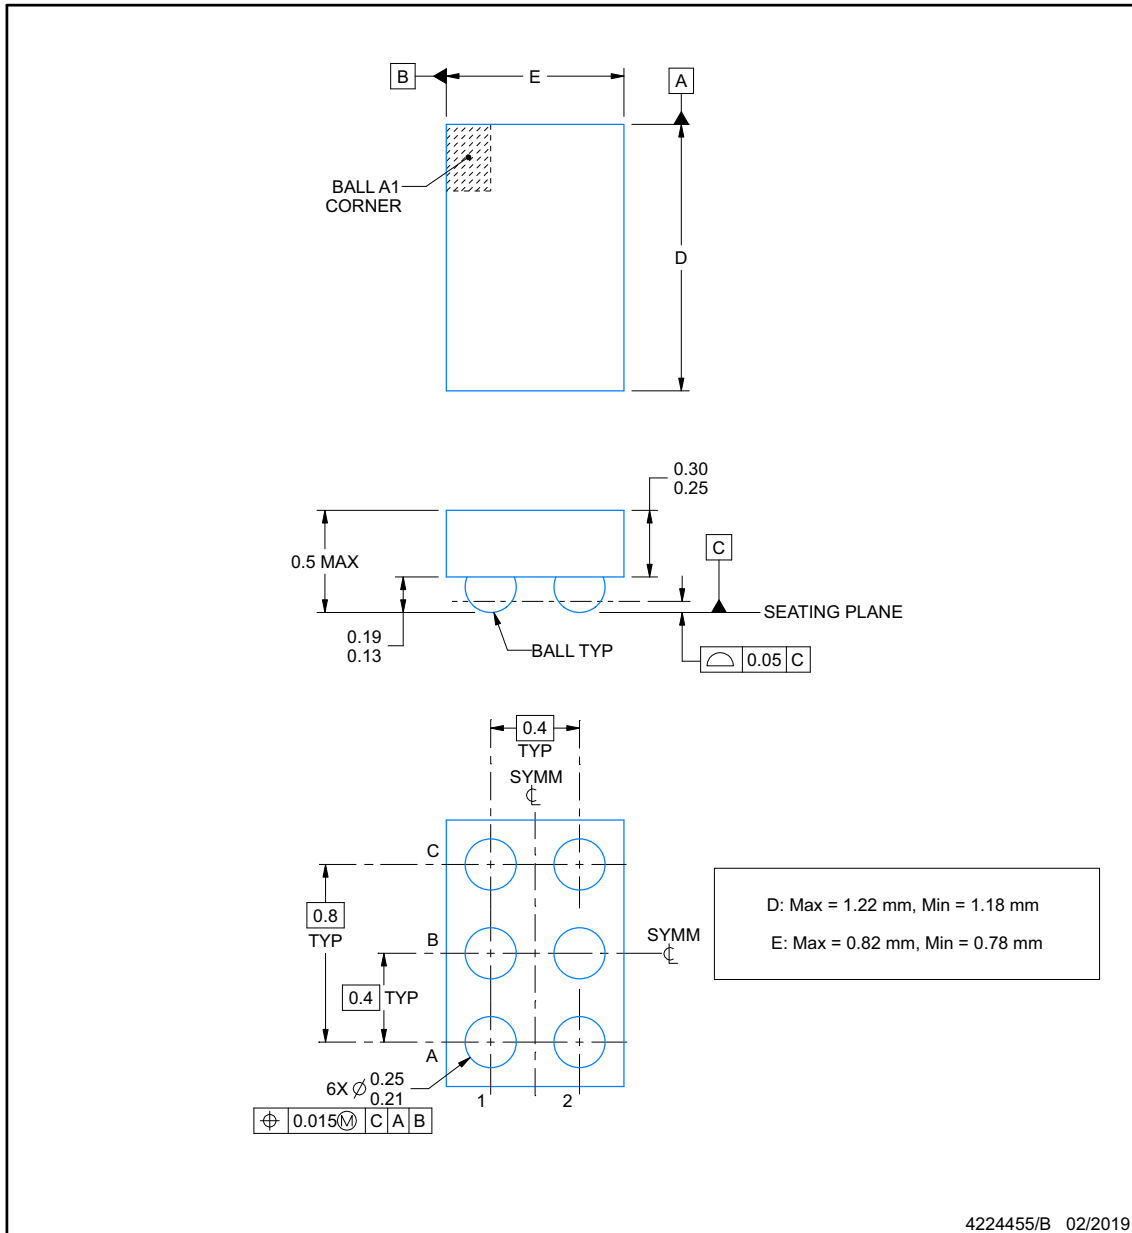 B
E
A
BALL A1
CORNER
D
0.30
0.25
0.5 MAX
C
SEATING PLANE
0.19
0.13
BALL TYP
0.05 C
0.4
TYP
SYMM
C
0.8
TYP
B
SYMM
0.4 TYP
A
6X ⌀ 0.25
0.21
1 2
⌖ 0.015Ⓜ C A B
D: Max = 1.22 mm, Min = 1.18 mm
E: Max = 0.82 mm, Min = 0.78 mm
4224455/B 02/2019